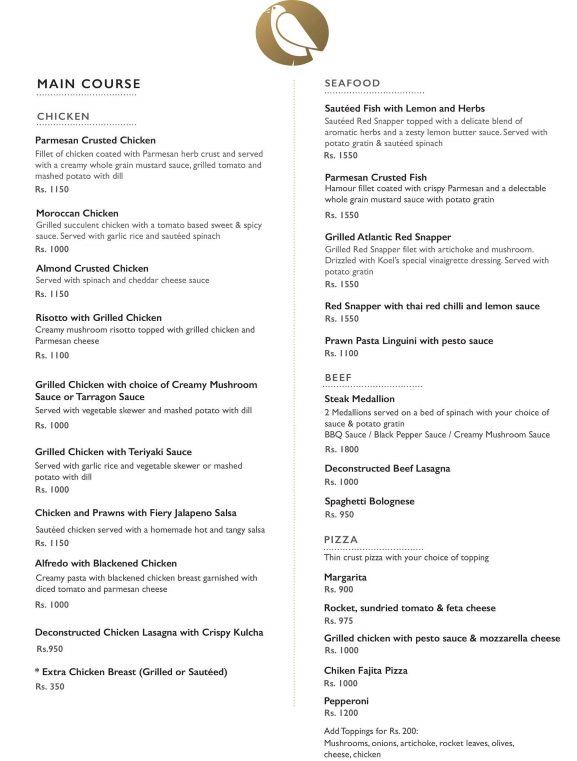 MAIN COURSE
CHICKEN
Parmesan Crusted Chicken
Fillet of chicken coated with Parmesan herb crust and served
with a creamy whole grain mustard sauce, grilled tomato and
mashed potato with dill
Rs. 1150
Moroccan Chicken
Grilled succulent chicken with a tomato based sweet & spicy
sauce. Served with garlic rice and sautéed spinach
Rs. 1000
Almond Crusted Chicken
Served with spinach and cheddar cheese sauce
Rs. 1150
Risotto with Grilled Chicken
Creamy mushroom risotto topped with grilled chicken and
Parmesan cheese
Rs. 1100
Grilled Chicken with choice of Creamy Mushroom
Sauce or Tarragon Sauce
Served with vegetable skewer and mashed potato with dill
Rs. 1000
Grilled Chicken with Teriyaki Sauce
Served with garlic rice and vegetable skewer or mashed
potato with dill
Rs. 1000
Chicken and Prawns with Fiery Jalapeno Salsa
Sautéed chicken served with a homemade hot and tangy salsa
Rs. 1150
Alfredo with Blackened Chicken
Creamy pasta with blackened chicken breast garnished with
diced tomato and parmesan cheese
Rs. 1000
Deconstructed Chicken Lasagna with Crispy Kulcha
Rs.950
* Extra Chicken Breast (Grilled or Sautéed)
Rs. 350
SEAFOOD
Sautéed Fish with Lemon and Herbs
Sautéed Red Snapper topped with a delicate blend of
aromatic herbs and a zesty lemon butter sauce. Served with
potato gratin & sautéed spinach
Rs. 1550
Parmesan Crusted Fish
Hamour fillet coated with crispy Parmesan and a delectable
whole grain mustard sauce with potato gratin
Rs. 1550
Grilled Atlantic Red Snapper
Grilled Red Snapper filet with artichoke and mushroom.
Drizzled with Koel's special vinaigrette dressing. Served with
potato gratin
Rs. 1550
Red Snapper with thai red chilli and lemon sauce
Rs. 1550
Prawn Pasta Linguini with pesto sauce
Rs. 1100
BEEF
Steak Medallion
2 Medallions served on a bed of spinach with your choice of
sauce & potato gratin
BBQ Sauce / Black Pepper Sauce / Creamy Mushroom Sauce
Rs. 1800
Deconstructed Beef Lasagna
Rs. 1000
Spaghetti Bolognese
Rs. 950
PIZZA
Thin crust pizza with your choice of topping
Margarita
Rs. 900
Rocket, sundried tomato & feta cheese
Rs. 975
Grilled chicken with pesto sauce & mozzarella cheese
Rs. 1000
Chiken Fajita Pizza
Rs. 1000
Pepperoni
Rs. 1200
Add Toppings for Rs. 200:
Mushrooms, onions, artichoke, rocket leaves, olives,
cheese, chicken